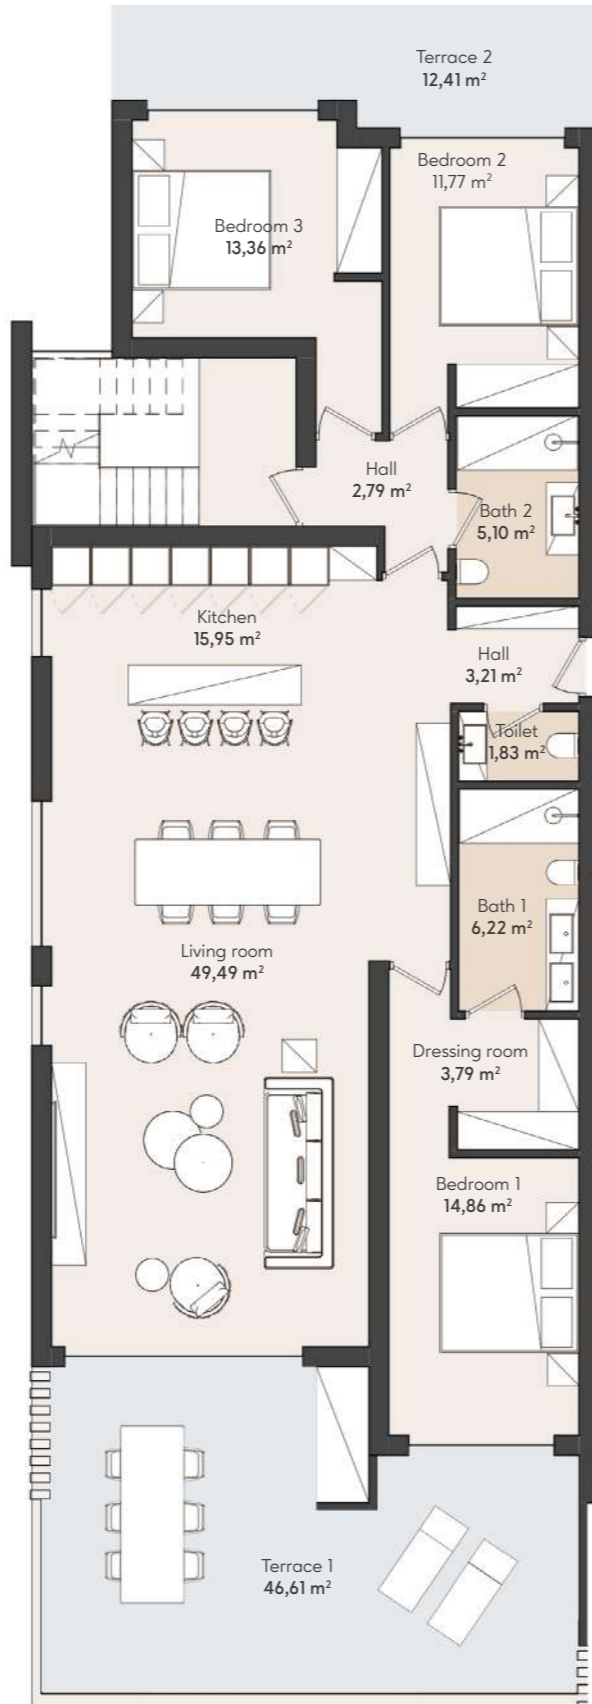 Terrace 2
12,41 m²
Bedroom 2
11,77 m²
Bedroom 3
13,36 m²
Hall
2,79 m²
Bath 2
5,10 m²
Kitchen
15,95 m²
Hall
3,21 m²
Toilet
1,83 m²
Bath 1
6,22 m²
Living room
49,49 m²
Dressing room
3,79 m²
Bedroom 1
14,86 m²
Terrace 1
46,61 m²